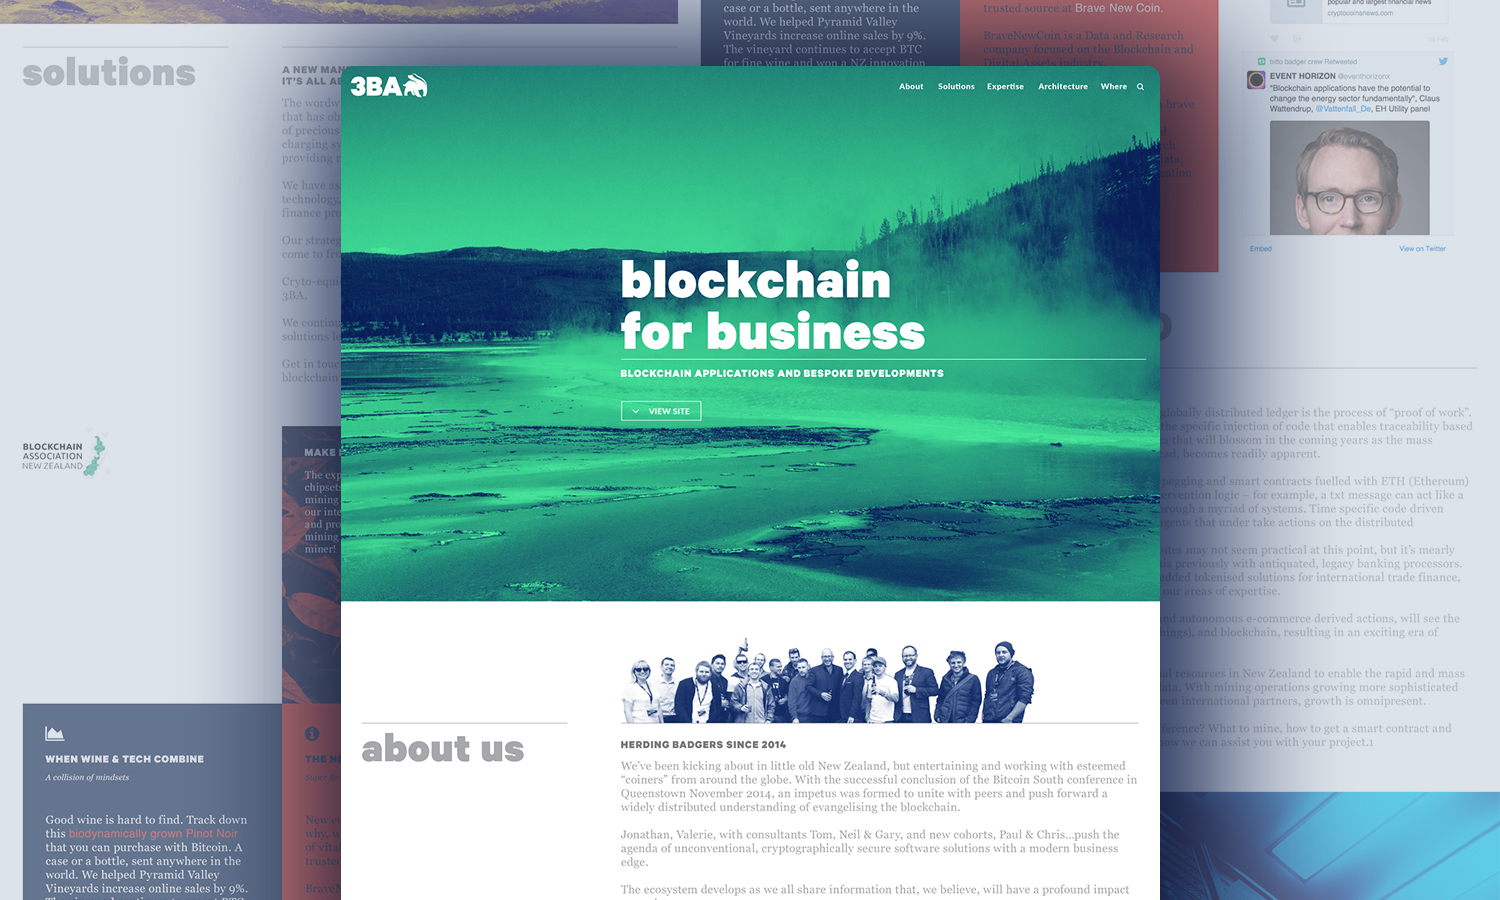 solutions
A NEW MAN
IT'S ALL A
The wordw
that has ob
of precious
charging sy
providing r
We have as
technology,
finance pro
Our strateg
come to fr
Cryto-equi
3BA.
We continu
solutions le
Get in touc
blockchain
BLOCKCHAIN
ASSOCIATION
NEW ZEALAND
MAKE
The exp
chipsets
mining
our inte
and pro
mining
miner!
WHEN WINE & TECH COMBINE
A collision of mindsets
Good wine is hard to find. Track down
this biodynamically grown Pinot Noir
that you can purchase with Bitcoin. A
case or a bottle, sent anywhere in the
world. We helped Pyramid Valley
Vineyards increase online sales by 9%.
THE NE
New c
why, w
of vita
trusted
BraveN
case or a bottle, sent anywhere in the
world. We helped Pyramid Valley
Vineyards increase online sales by 9%.
The vineyard continues to accept BTC
for fine wine and won a NZ innovation
trusted source at Brave New Coin.
BraveNewCoin is a Data and Research
company focused on the Blockchain and
Digital Assets industry.
brave
rch
data,
cation
popular and largest financial news
cryptocoinsnews.com
bitto badger crew Retweeted
EVENT HORIZON @eventhorizonx
"Blockchain applications have the potential to
change the energy sector fundamentally", Claus
Wattendrup, @Vattenfall_De, EH Utility panel
Embed
View on Twitter
3BA
About
Solutions
Expertise
Architecture
Where
blockchain
for business
BLOCKCHAIN APPLICATIONS AND BESPOKE DEVELOPMENTS
VIEW SITE
about us
HERDING BADGERS SINCE 2014
We've been kicking about in little old New Zealand, but entertaining and working with esteemed
“coiners” from around the globe. With the successful conclusion of the Bitcoin South conference in
Queenstown November 2014, an impetus was formed to unite with peers and push forward a
widely distributed understanding of evangelising the blockchain.
Jonathan, Valerie, with consultants Tom, Neil & Gary, and new cohorts, Paul & Chris...push the
agenda of unconventional, cryptographically secure software solutions with a modern business
edge.
The ecosystem develops as we all share information that, we believe, will have a profound impact
globally distributed ledger is the process of “proof of work”.
the specific injection of code that enables traceability based
that will blossom in the coming years as the mass
ad, becomes readily apparent.
pegging and smart contracts fuelled with ETH (Ethereum)
ervention logic – for example, a txt message can act like a
hrough a myriad of systems. Time specific code driven
gents that under take actions on the distributed
utes may not seem practical at this point, but it's mearly
is previously with antiquated, legacy banking processors.
edded tokenised solutions for international trade finance,
our areas of expertise.
nd autonomous e-commerce derived actions, will see the
hings), and blockchain, resulting in an exciting era of
al resources in New Zealand to enable the rapid and mass
ata. With mining operations growing more sophisticated
een international partners, growth is omnipresent.
ference? What to mine, how to get a smart contract and
ow we can assist you with your project.1